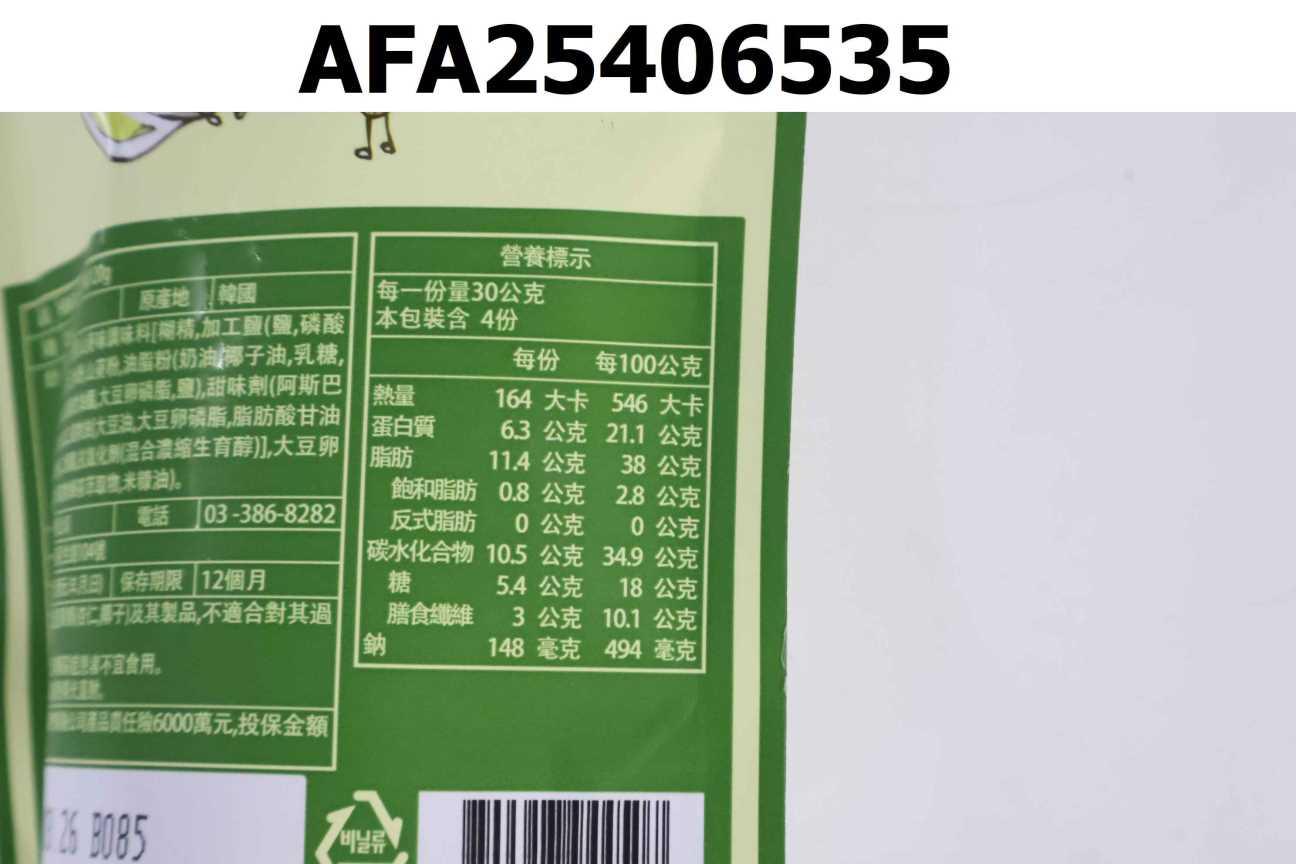 AFA25406535
20g
原產地 韓國
味料[糊精,加工鹽(鹽,磷酸
油脂粉(奶油,椰子油,乳糖,
大豆卵磷脂,鹽),甜味劑(阿斯巴
大豆油,大豆卵磷脂,脂肪酸甘油
(混合濃縮生育醇)],大豆卵
米糠油)。
電話 03 -386-8282
104號
保存期限 12個月
杏仁,椰子)及其製品,不適合對其過
不宜食用。
公司產品責任險6000萬元,投保金額
26 B085
營養標示
每一份量30公克
本包裝含 4份
每份 每100公克
熱量 164 大卡 546 大卡
蛋白質 6.3 公克 21.1 公克
脂肪 11.4 公克 38 公克
飽和脂肪 0.8 公克 2.8 公克
反式脂肪 0 公克 0 公克
碳水化合物 10.5 公克 34.9 公克
糖 5.4 公克 18 公克
膳食纖維 3 公克 10.1 公克
鈉 148 毫克 494 毫克
비닐류